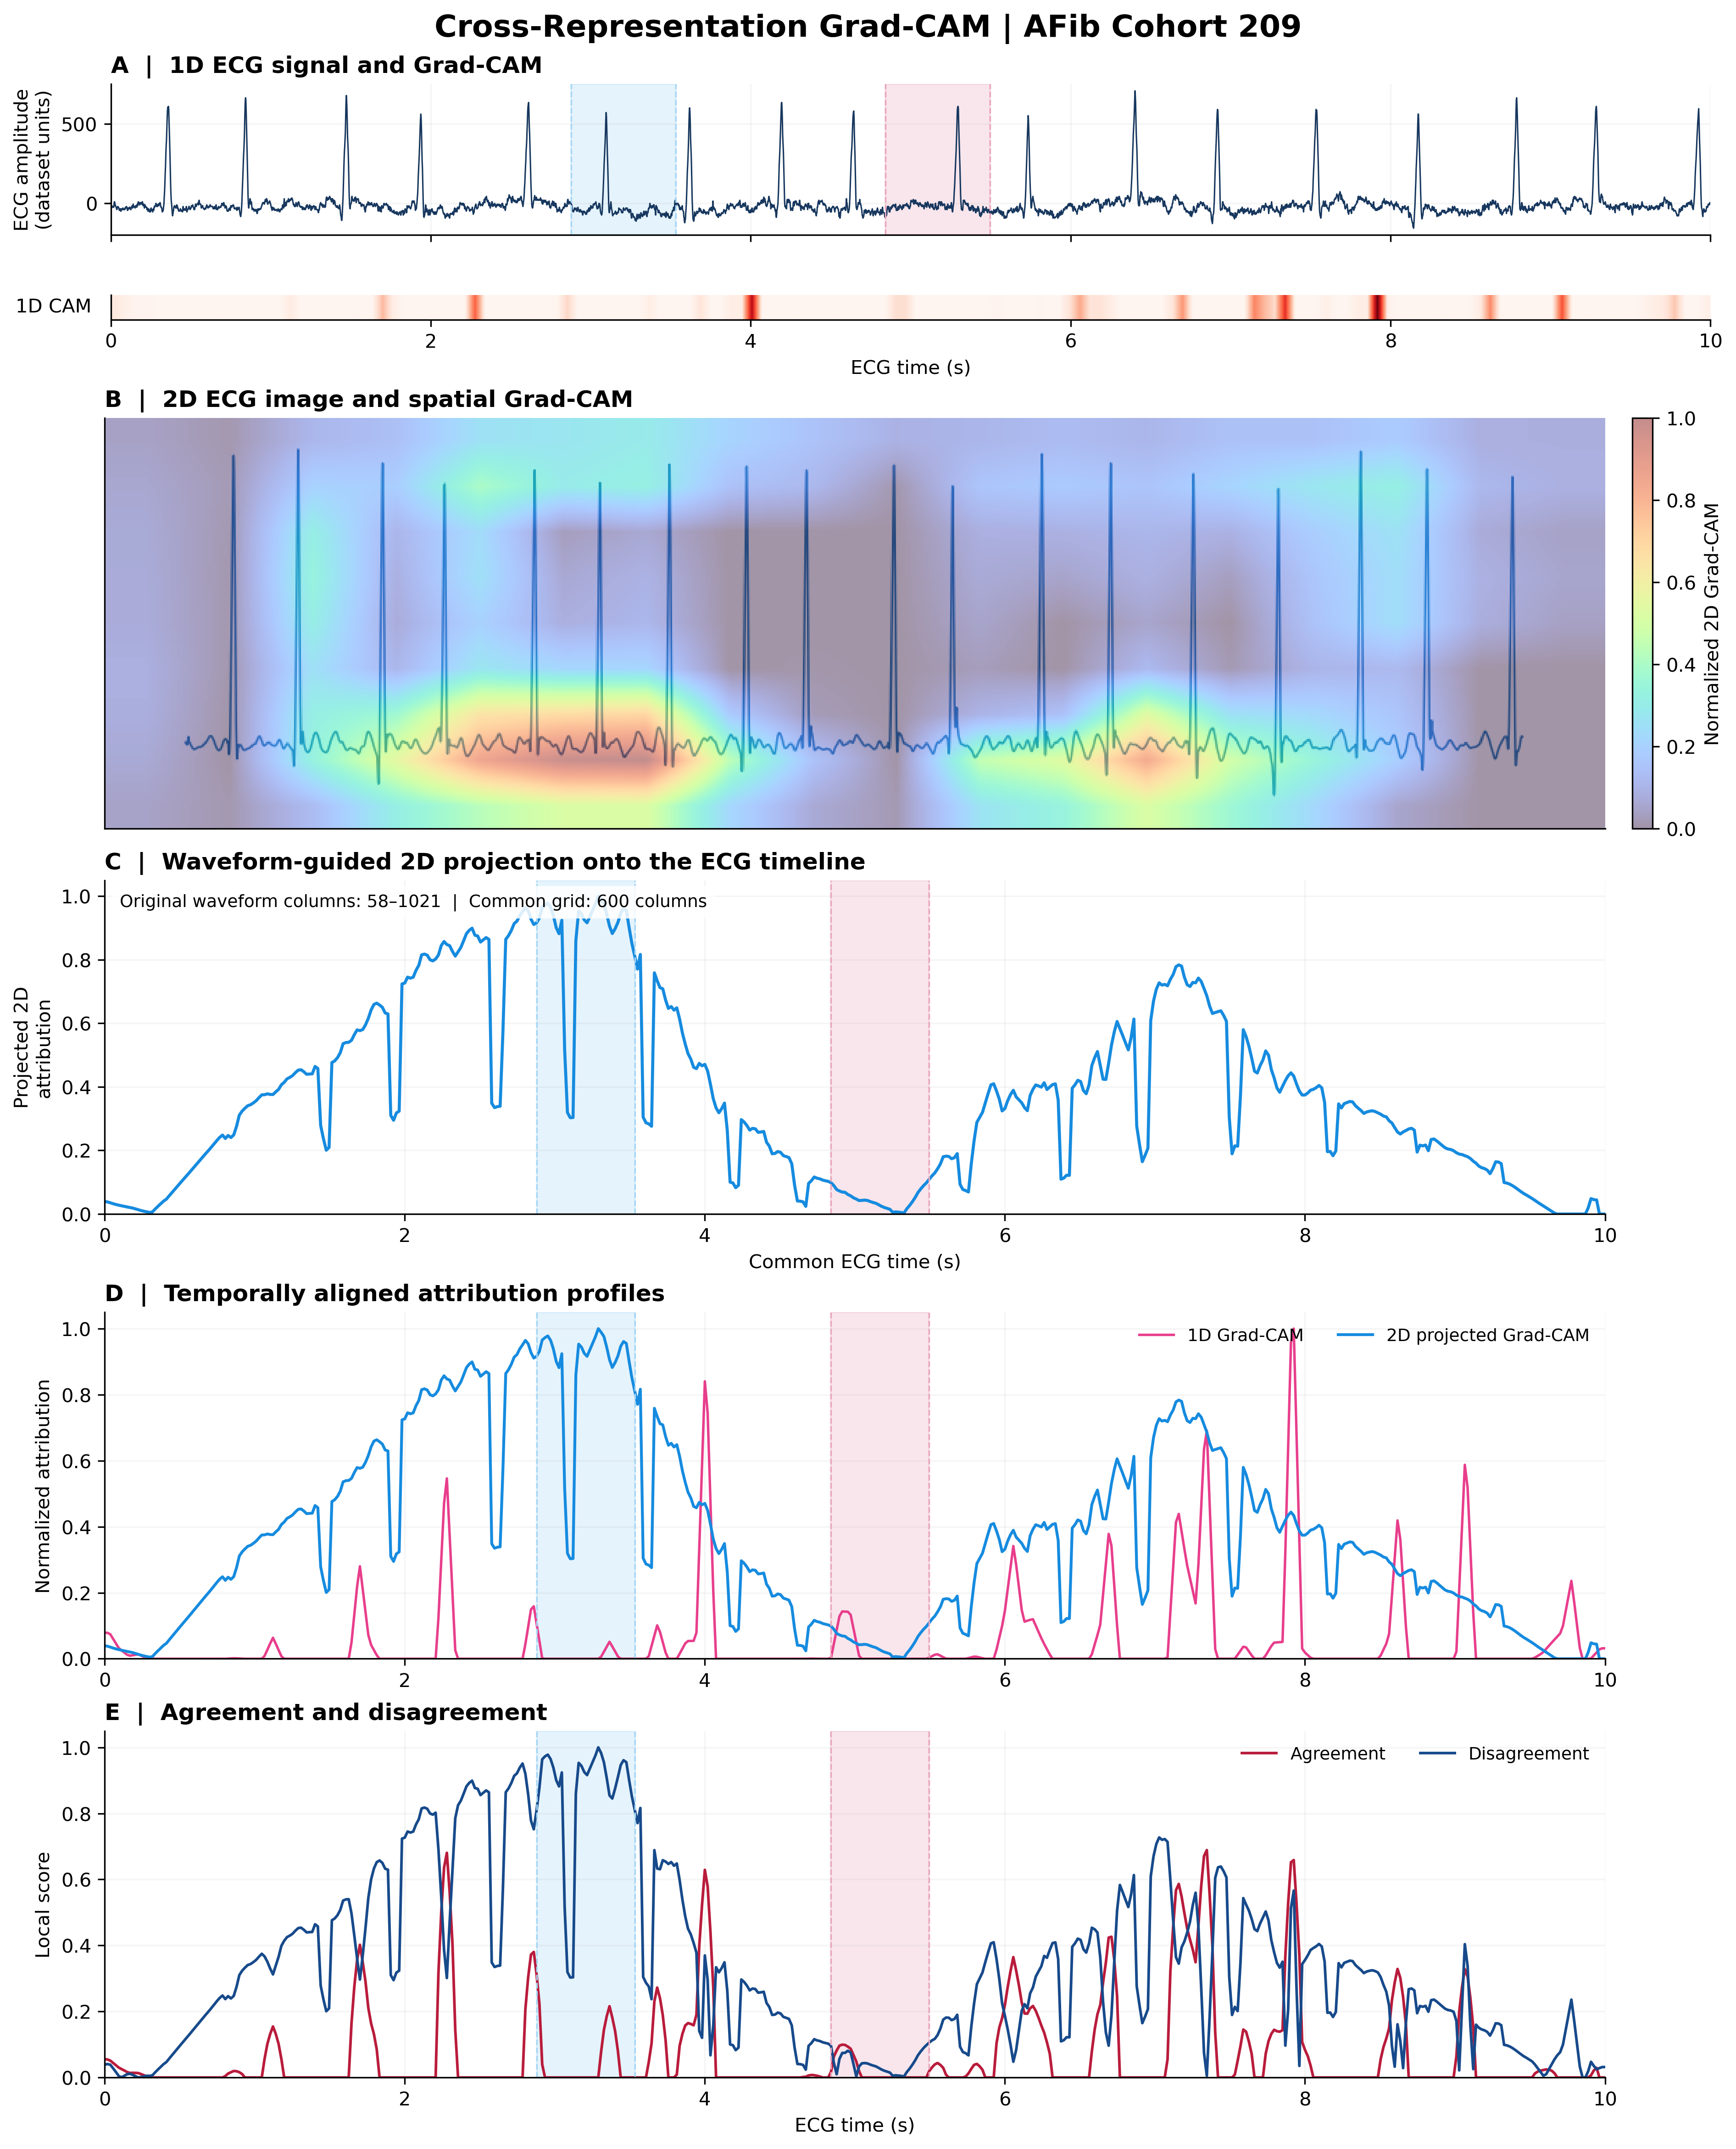 Cross-Representation Grad-CAM | AFib Cohort 209
A | 1D ECG signal and Grad-CAM
ECG amplitude
(dataset units)
500
0
1D CAM
0 2 4 6 8 10
ECG time (s)
B | 2D ECG image and spatial Grad-CAM
1.0
0.8
0.6
0.4
0.2
0.0
Normalized 2D Grad-CAM
C | Waveform-guided 2D projection onto the ECG timeline
Original waveform columns: 58–1021 | Common grid: 600 columns
Projected 2D
attribution
1.0
0.8
0.6
0.4
0.2
0.0
0 2 4 6 8 10
Common ECG time (s)
D | Temporally aligned attribution profiles
1D Grad-CAM 2D projected Grad-CAM
Normalized attribution
1.0
0.8
0.6
0.4
0.2
0.0
0 2 4 6 8 10
E | Agreement and disagreement
Agreement Disagreement
Local score
1.0
0.8
0.6
0.4
0.2
0.0
0 2 4 6 8 10
ECG time (s)